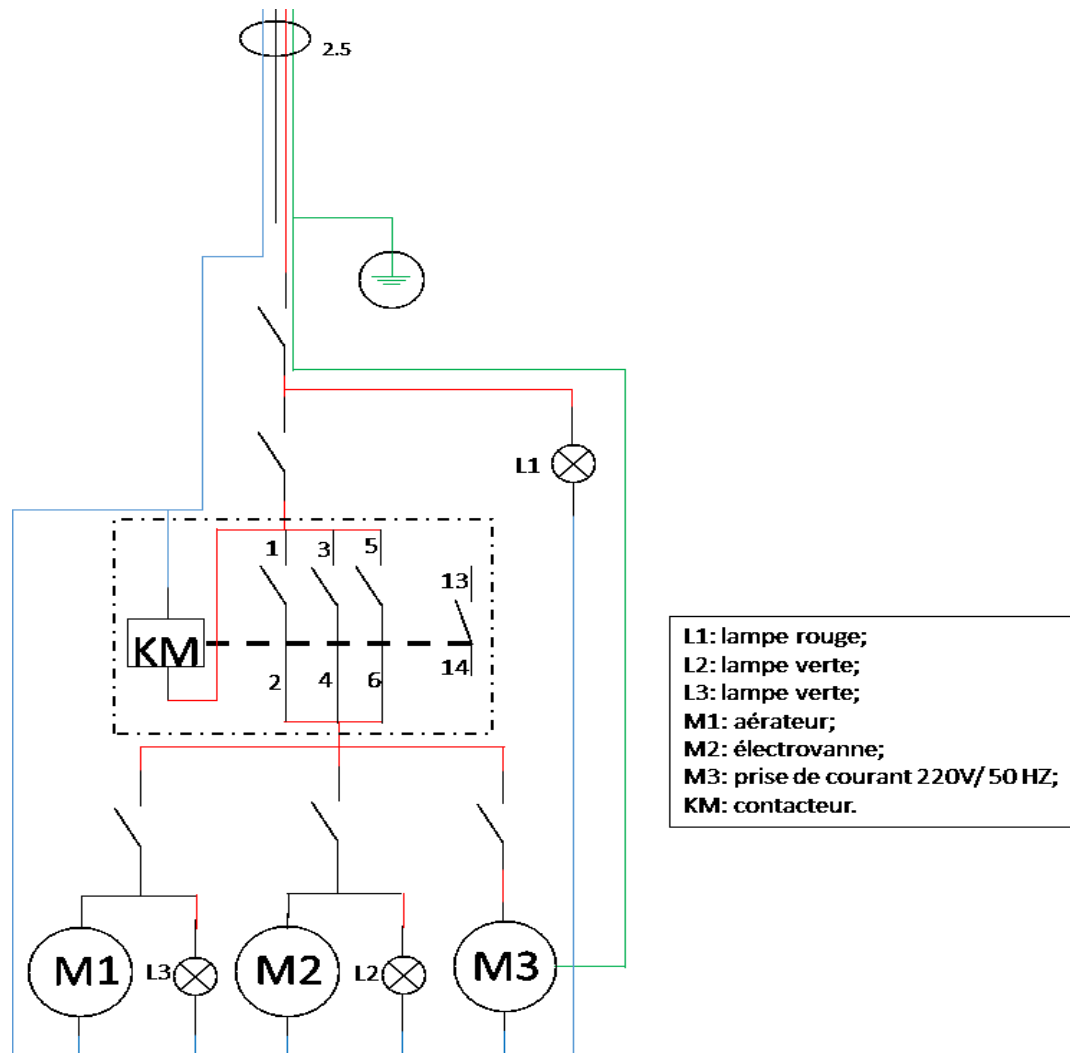 2.5
L1
1 3 5
13
KM
2 4 6
14
L1: lampe rouge;
L2: lampe verte;
L3: lampe verte;
M1: aérateur;
M2: électrovanne;
M3: prise de courant 220V/ 50 HZ;
KM: contacteur.
M1 L3 M2 L2 M3